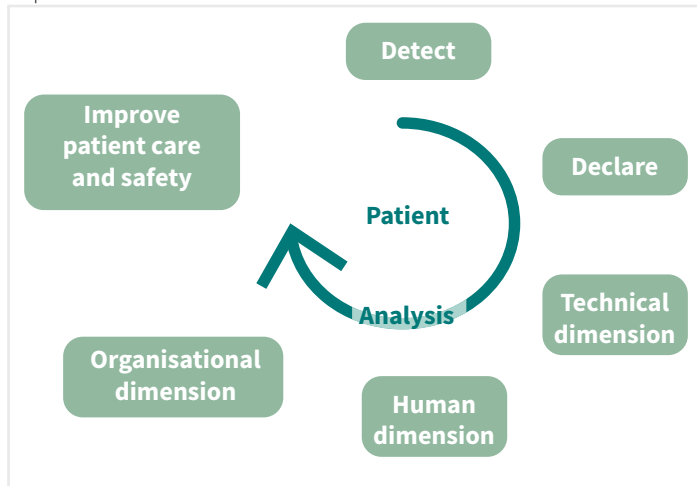 Detect
Improve
patient care
and safety
Declare
Patient
Technical
dimension
Analysis
Organisational
dimension
Human
dimension